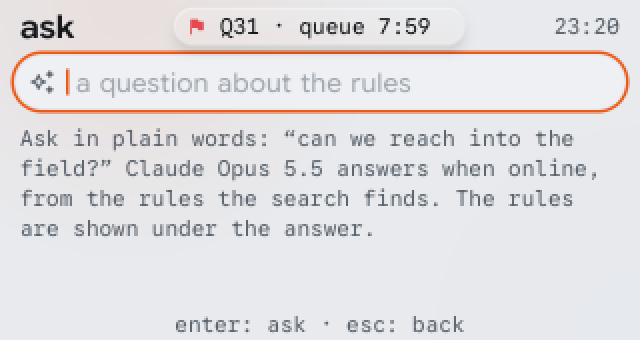 ask
Q31 · queue 7:59
23:20
a question about the rules
Ask in plain words: “can we reach into the
field?” Claude Opus 5.5 answers when online,
from the rules the search finds. The rules
are shown under the answer.
enter: ask · esc: back